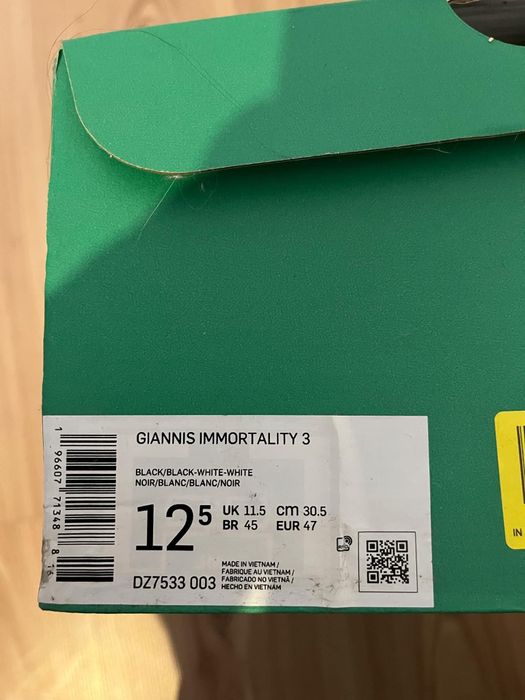 GIANNIS IMMORTALITY 3
BLACK/BLACK-WHITE-WHITE
NOIR/BLANC/BLANC/NOIR
12⁵
UK 11.5 cm 30.5
BR 45 EUR 47
DZ7533 003
MADE IN VIETNAM /
FABRIQUE AU VIETNAM /
FABRICADO NO VIETNÃ /
HECHO EN VIETNAM
1 96607 71348 8
IN